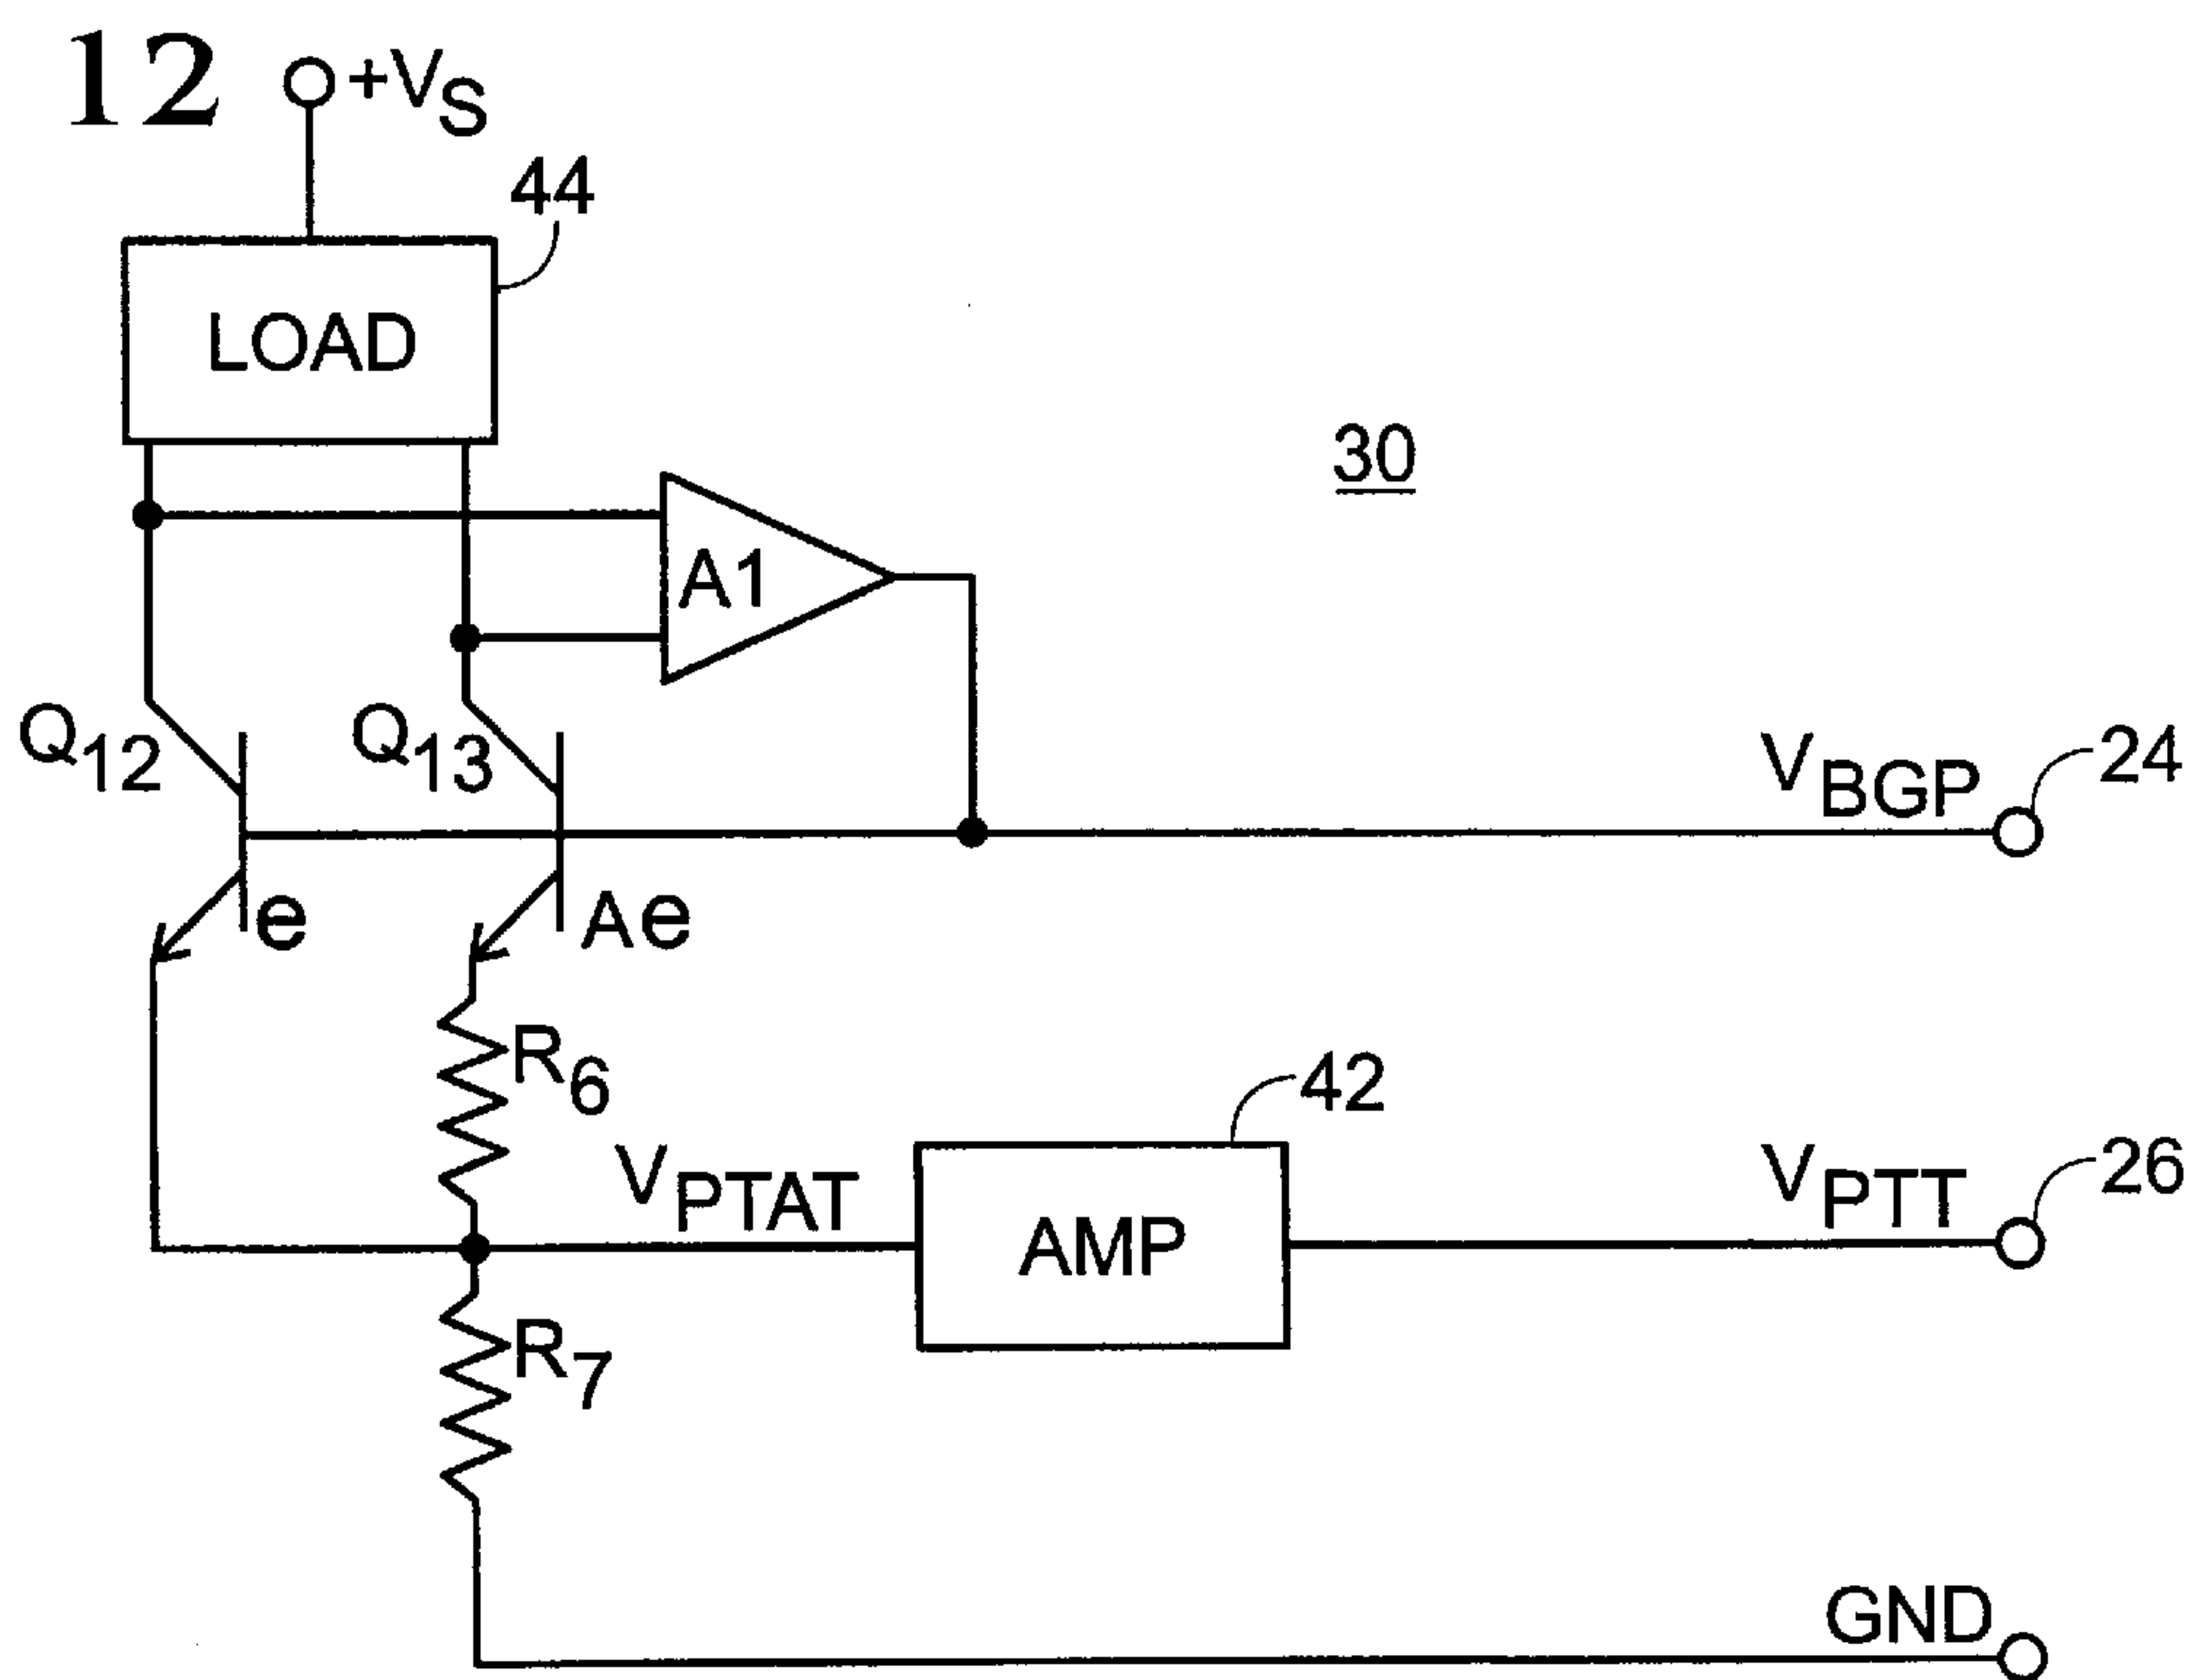 12
+VS
44
LOAD
30
A1
Q12
Q13
VBGP
24
e
Ae
R6
42
VPTAT
AMP
VPTT
26
R7
GND